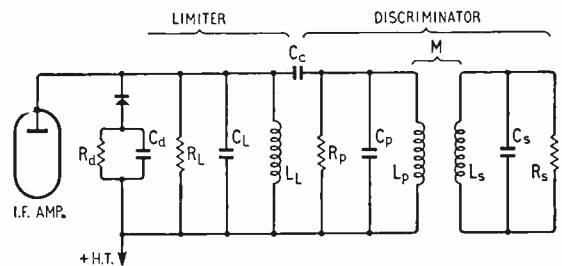 LIMITER
DISCRIMINATOR
Cc
M
Rd
Cd
RL
CL
LL
Rp
Cp
Lp
Ls
Cs
Rs
I.F. AMP.
+H.T.